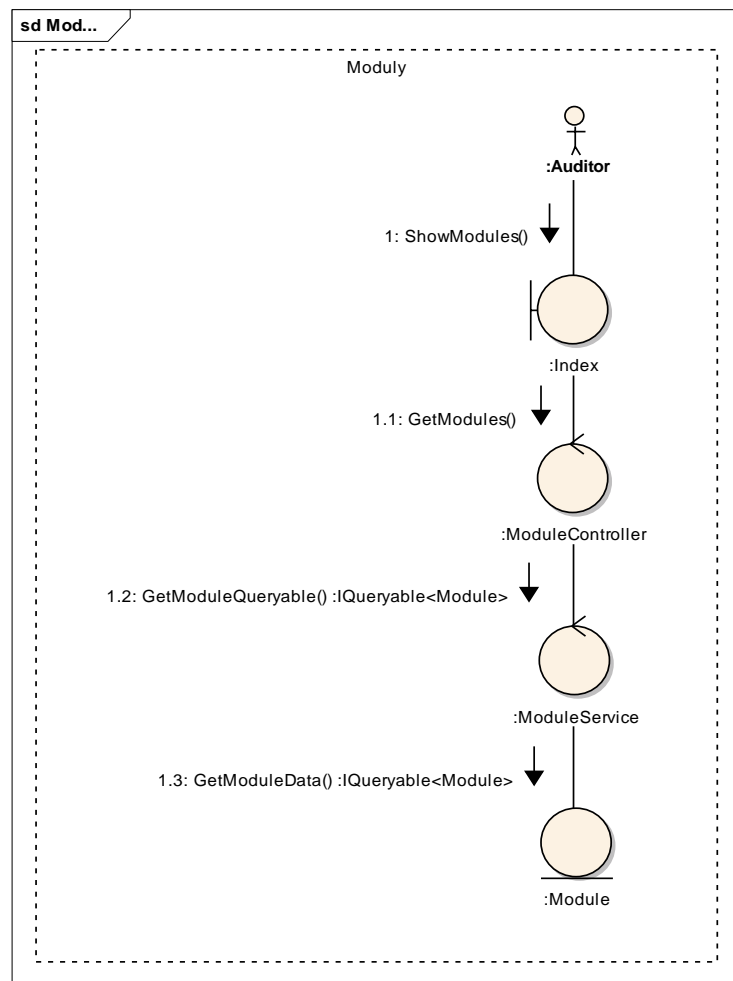 sd Mod...
Moduly
:Auditor
1: ShowModules()
:Index
1.1: GetModules()
:ModuleController
1.2: GetModuleQueryable() :IQueryable<Module>
:ModuleService
1.3: GetModuleData() :IQueryable<Module>
:Module